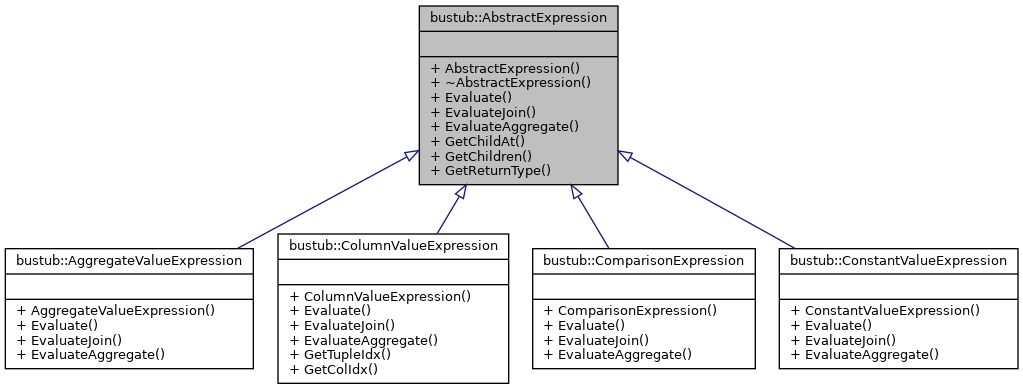 bustub::AbstractExpression
+ AbstractExpression()
+ ~AbstractExpression()
+ Evaluate()
+ EvaluateJoin()
+ EvaluateAggregate()
+ GetChildAt()
+ GetChildren()
+ GetReturnType()
bustub::AggregateValueExpression
+ AggregateValueExpression()
+ Evaluate()
+ EvaluateJoin()
+ EvaluateAggregate()
bustub::ColumnValueExpression
+ ColumnValueExpression()
+ Evaluate()
+ EvaluateJoin()
+ EvaluateAggregate()
+ GetTupleIdx()
+ GetColIdx()
bustub::ComparisonExpression
+ ComparisonExpression()
+ Evaluate()
+ EvaluateJoin()
+ EvaluateAggregate()
bustub::ConstantValueExpression
+ ConstantValueExpression()
+ Evaluate()
+ EvaluateJoin()
+ EvaluateAggregate()